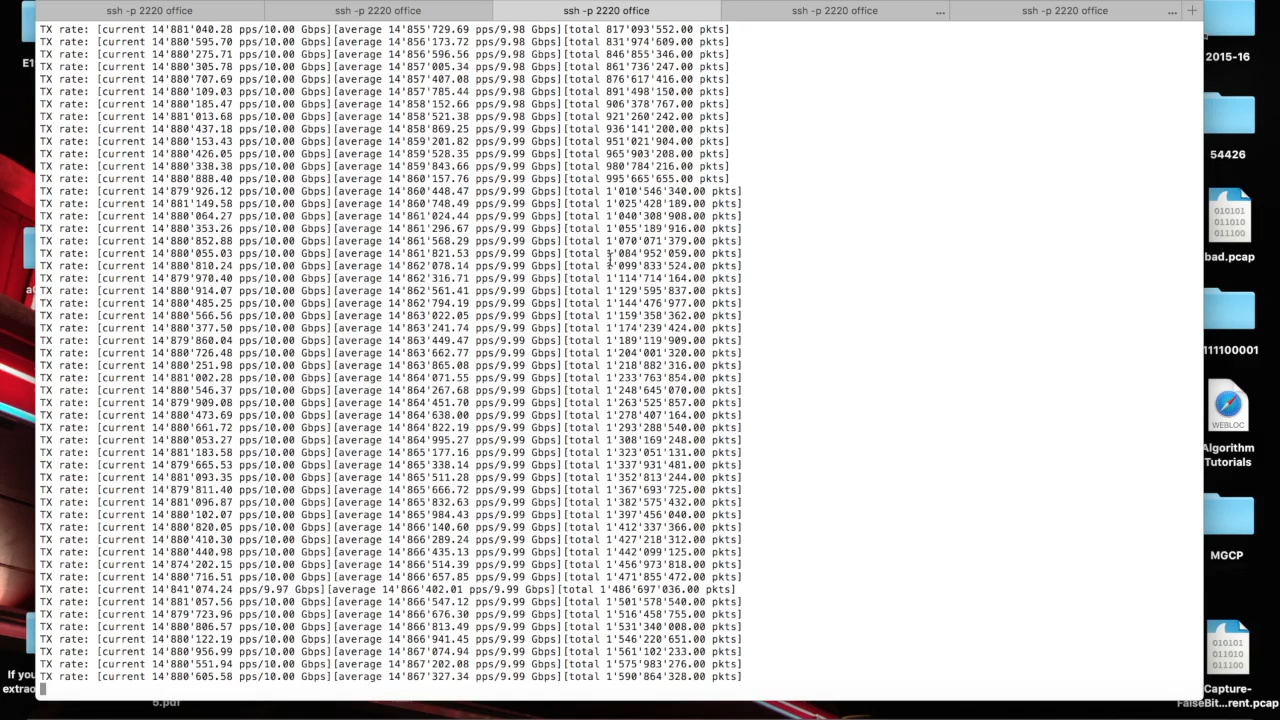 ssh -p 2220 office
ssh -p 2220 office
ssh -p 2220 office
ssh -p 2220 office
...
ssh -p 2220 office
...
TX rate: [current 14'881'040.28 pps/10.00 Gbps][average 14'855'729.69 pps/9.98 Gbps][total 817'093'552.00 pkts]
TX rate: [current 14'880'595.70 pps/10.00 Gbps][average 14'856'173.72 pps/9.98 Gbps][total 831'974'609.00 pkts]
TX rate: [current 14'880'275.71 pps/10.00 Gbps][average 14'856'596.56 pps/9.98 Gbps][total 846'855'346.00 pkts]
TX rate: [current 14'880'305.78 pps/10.00 Gbps][average 14'857'005.34 pps/9.98 Gbps][total 861'736'247.00 pkts]
TX rate: [current 14'880'707.69 pps/10.00 Gbps][average 14'857'407.08 pps/9.98 Gbps][total 876'617'416.00 pkts]
TX rate: [current 14'880'109.03 pps/10.00 Gbps][average 14'857'785.44 pps/9.98 Gbps][total 891'498'150.00 pkts]
TX rate: [current 14'880'185.47 pps/10.00 Gbps][average 14'858'152.66 pps/9.98 Gbps][total 906'378'767.00 pkts]
TX rate: [current 14'881'013.68 pps/10.00 Gbps][average 14'858'521.38 pps/9.98 Gbps][total 921'260'242.00 pkts]
TX rate: [current 14'880'437.18 pps/10.00 Gbps][average 14'858'869.25 pps/9.99 Gbps][total 936'141'200.00 pkts]
TX rate: [current 14'880'153.43 pps/10.00 Gbps][average 14'859'201.82 pps/9.99 Gbps][total 951'021'904.00 pkts]
TX rate: [current 14'880'426.05 pps/10.00 Gbps][average 14'859'528.35 pps/9.99 Gbps][total 965'903'208.00 pkts]
TX rate: [current 14'880'338.38 pps/10.00 Gbps][average 14'859'843.66 pps/9.99 Gbps][total 980'784'216.00 pkts]
TX rate: [current 14'880'888.40 pps/10.00 Gbps][average 14'860'157.76 pps/9.99 Gbps][total 995'665'655.00 pkts]
TX rate: [current 14'879'926.12 pps/10.00 Gbps][average 14'860'448.47 pps/9.99 Gbps][total 1'010'546'340.00 pkts]
TX rate: [current 14'881'149.58 pps/10.00 Gbps][average 14'860'748.49 pps/9.99 Gbps][total 1'025'428'189.00 pkts]
TX rate: [current 14'880'064.27 pps/10.00 Gbps][average 14'861'024.44 pps/9.99 Gbps][total 1'040'308'908.00 pkts]
TX rate: [current 14'880'353.26 pps/10.00 Gbps][average 14'861'296.67 pps/9.99 Gbps][total 1'055'189'916.00 pkts]
TX rate: [current 14'880'852.88 pps/10.00 Gbps][average 14'861'568.29 pps/9.99 Gbps][total 1'070'071'379.00 pkts]
TX rate: [current 14'880'055.03 pps/10.00 Gbps][average 14'861'821.53 pps/9.99 Gbps][total 1'084'952'059.00 pkts]
TX rate: [current 14'880'810.24 pps/10.00 Gbps][average 14'862'078.14 pps/9.99 Gbps][total 1'099'833'524.00 pkts]
TX rate: [current 14'879'970.40 pps/10.00 Gbps][average 14'862'316.71 pps/9.99 Gbps][total 1'114'714'164.00 pkts]
TX rate: [current 14'880'914.07 pps/10.00 Gbps][average 14'862'561.41 pps/9.99 Gbps][total 1'129'595'837.00 pkts]
TX rate: [current 14'880'485.25 pps/10.00 Gbps][average 14'862'794.19 pps/9.99 Gbps][total 1'144'476'977.00 pkts]
TX rate: [current 14'880'566.56 pps/10.00 Gbps][average 14'863'022.05 pps/9.99 Gbps][total 1'159'358'362.00 pkts]
TX rate: [current 14'880'377.50 pps/10.00 Gbps][average 14'863'241.74 pps/9.99 Gbps][total 1'174'239'424.00 pkts]
TX rate: [current 14'879'860.04 pps/10.00 Gbps][average 14'863'449.47 pps/9.99 Gbps][total 1'189'119'909.00 pkts]
TX rate: [current 14'880'726.48 pps/10.00 Gbps][average 14'863'662.77 pps/9.99 Gbps][total 1'204'001'320.00 pkts]
TX rate: [current 14'880'251.98 pps/10.00 Gbps][average 14'863'865.08 pps/9.99 Gbps][total 1'218'882'316.00 pkts]
TX rate: [current 14'881'002.28 pps/10.00 Gbps][average 14'864'071.55 pps/9.99 Gbps][total 1'233'763'854.00 pkts]
TX rate: [current 14'880'546.37 pps/10.00 Gbps][average 14'864'267.68 pps/9.99 Gbps][total 1'248'645'070.00 pkts]
TX rate: [current 14'879'909.08 pps/10.00 Gbps][average 14'864'451.70 pps/9.99 Gbps][total 1'263'525'857.00 pkts]
TX rate: [current 14'880'473.69 pps/10.00 Gbps][average 14'864'638.00 pps/9.99 Gbps][total 1'278'407'164.00 pkts]
TX rate: [current 14'880'661.72 pps/10.00 Gbps][average 14'864'822.19 pps/9.99 Gbps][total 1'293'288'540.00 pkts]
TX rate: [current 14'880'053.27 pps/10.00 Gbps][average 14'864'995.27 pps/9.99 Gbps][total 1'308'169'248.00 pkts]
TX rate: [current 14'881'183.58 pps/10.00 Gbps][average 14'865'177.16 pps/9.99 Gbps][total 1'323'051'131.00 pkts]
TX rate: [current 14'879'665.53 pps/10.00 Gbps][average 14'865'338.14 pps/9.99 Gbps][total 1'337'931'481.00 pkts]
TX rate: [current 14'881'093.35 pps/10.00 Gbps][average 14'865'511.28 pps/9.99 Gbps][total 1'352'813'244.00 pkts]
TX rate: [current 14'879'811.40 pps/10.00 Gbps][average 14'865'666.72 pps/9.99 Gbps][total 1'367'693'725.00 pkts]
TX rate: [current 14'881'096.87 pps/10.00 Gbps][average 14'865'832.63 pps/9.99 Gbps][total 1'382'575'432.00 pkts]
TX rate: [current 14'880'102.07 pps/10.00 Gbps][average 14'865'984.43 pps/9.99 Gbps][total 1'397'456'040.00 pkts]
TX rate: [current 14'880'820.05 pps/10.00 Gbps][average 14'866'140.60 pps/9.99 Gbps][total 1'412'337'366.00 pkts]
TX rate: [current 14'880'410.30 pps/10.00 Gbps][average 14'866'289.24 pps/9.99 Gbps][total 1'427'218'312.00 pkts]
TX rate: [current 14'880'440.98 pps/10.00 Gbps][average 14'866'435.13 pps/9.99 Gbps][total 1'442'099'125.00 pkts]
TX rate: [current 14'874'202.15 pps/10.00 Gbps][average 14'866'514.39 pps/9.99 Gbps][total 1'456'973'818.00 pkts]
TX rate: [current 14'880'716.51 pps/10.00 Gbps][average 14'866'657.85 pps/9.99 Gbps][total 1'471'855'472.00 pkts]
TX rate: [current 14'841'074.24 pps/9.97 Gbps][average 14'866'402.01 pps/9.99 Gbps][total 1'486'697'036.00 pkts]
TX rate: [current 14'881'057.56 pps/10.00 Gbps][average 14'866'547.12 pps/9.99 Gbps][total 1'501'578'540.00 pkts]
TX rate: [current 14'879'723.96 pps/10.00 Gbps][average 14'866'676.30 pps/9.99 Gbps][total 1'516'458'755.00 pkts]
TX rate: [current 14'880'806.57 pps/10.00 Gbps][average 14'866'813.49 pps/9.99 Gbps][total 1'531'340'008.00 pkts]
TX rate: [current 14'880'122.19 pps/10.00 Gbps][average 14'866'941.45 pps/9.99 Gbps][total 1'546'220'651.00 pkts]
TX rate: [current 14'880'956.99 pps/10.00 Gbps][average 14'867'074.94 pps/9.99 Gbps][total 1'561'102'233.00 pkts]
TX rate: [current 14'880'551.94 pps/10.00 Gbps][average 14'867'202.08 pps/9.99 Gbps][total 1'575'983'276.00 pkts]
TX rate: [current 14'880'605.58 pps/10.00 Gbps][average 14'867'327.34 pps/9.99 Gbps][total 1'590'864'328.00 pkts]
E1
If you
extrao
5.pdf
2015-16
54426
010101
011010
011100
bad.pcap
111100001
WEBLOC
Algorithm
Tutorials
MGCP
010101
011010
011100
Capture-
FalseBit...rent.pcap